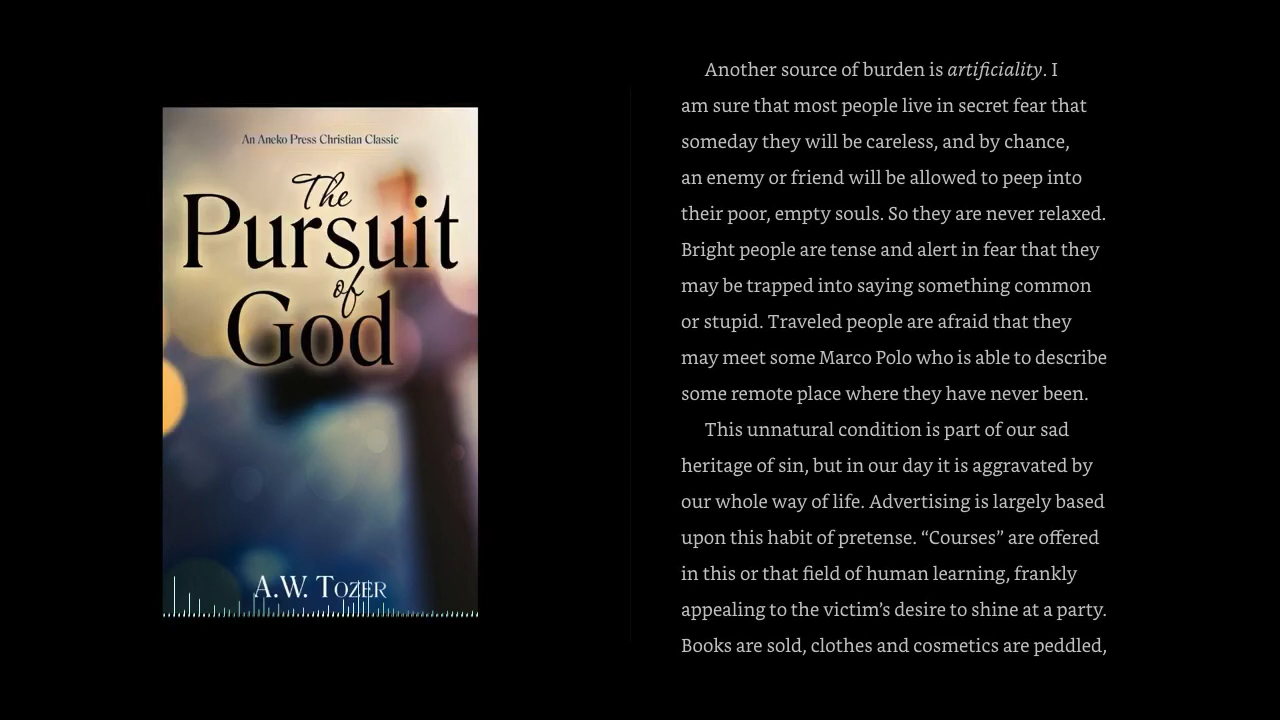 An Aneko Press Christian Classic
The
Pursuit
of
God
A.W. TOZER
Another source of burden is artificiality. I
am sure that most people live in secret fear that
someday they will be careless, and by chance,
an enemy or friend will be allowed to peep into
their poor, empty souls. So they are never relaxed.
Bright people are tense and alert in fear that they
may be trapped into saying something common
or stupid. Traveled people are afraid that they
may meet some Marco Polo who is able to describe
some remote place where they have never been.
This unnatural condition is part of our sad
heritage of sin, but in our day it is aggravated by
our whole way of life. Advertising is largely based
upon this habit of pretense. “Courses” are offered
in this or that field of human learning, frankly
appealing to the victim’s desire to shine at a party.
Books are sold, clothes and cosmetics are peddled,